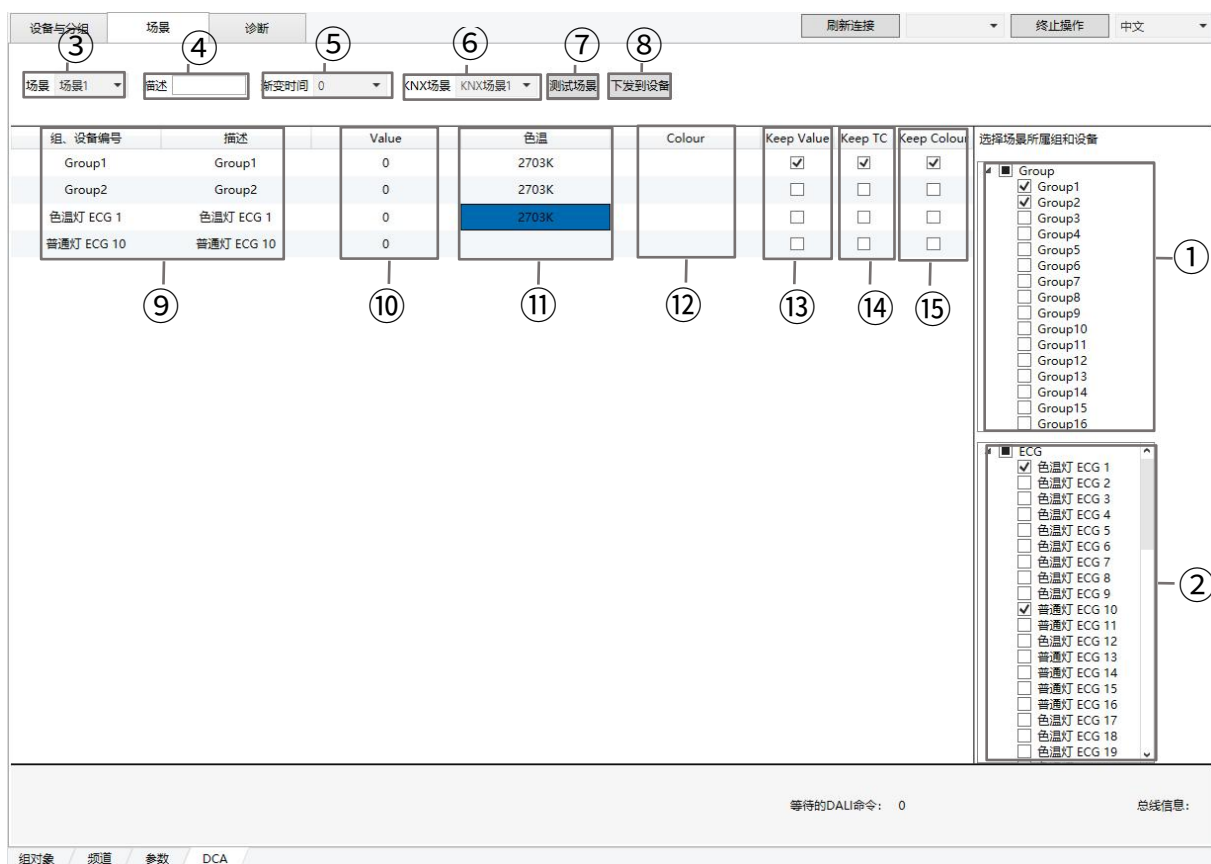 设备与分组 场景 诊断 刷新连接 终止操作 中文
③ ④ ⑤ ⑥ ⑦ ⑧
场景 场景1 描述 渐变时间 0 KNX场景 KNX场景1 测试场景 下发到设备
组、设备编号 描述 Value 色温 Colour Keep Value Keep TC Keep Colour
Group1 Group1 0 2703K
Group2 Group2 0 2703K
色温灯 ECG 1 色温灯 ECG 1 0 2703K
普通灯 ECG 10 普通灯 ECG 10 0
⑨ ⑩ ⑪ ⑫ ⑬ ⑭ ⑮
选择场景所属组和设备
Group
Group1
Group2
Group3
Group4
Group5
Group6
①
Group7
Group8
Group9
Group10
Group11
Group12
Group13
Group14
Group15
Group16
ECG
色温灯 ECG 1
色温灯 ECG 2
色温灯 ECG 3
色温灯 ECG 4
色温灯 ECG 5
色温灯 ECG 6
色温灯 ECG 7
色温灯 ECG 8
②
色温灯 ECG 9
普通灯 ECG 10
普通灯 ECG 11
色温灯 ECG 12
普通灯 ECG 13
普通灯 ECG 14
普通灯 ECG 15
普通灯 ECG 16
色温灯 ECG 17
色温灯 ECG 18
色温灯 ECG 19
等待的DALI命令: 0 总线信息:
组对象 频道 参数 DCA